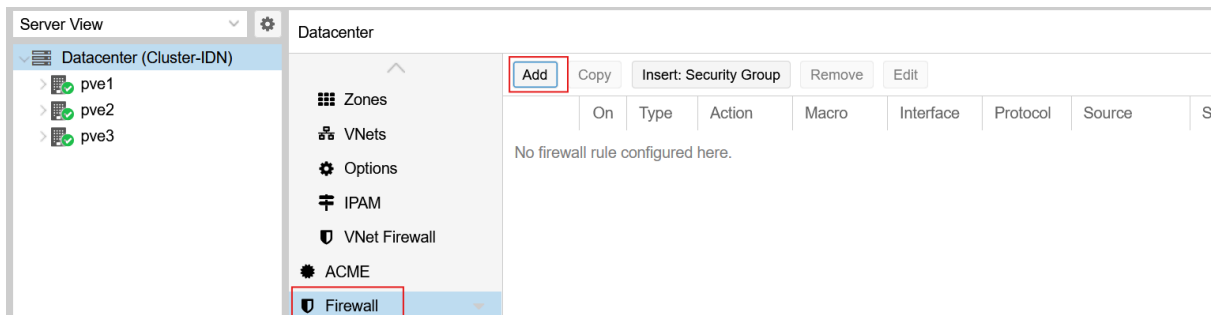 Server View
Datacenter (Cluster-IDN)
pve1
pve2
pve3
Datacenter
Zones
VNets
Options
IPAM
VNet Firewall
ACME
Firewall
Add Copy Insert: Security Group Remove Edit
On Type Action Macro Interface Protocol Source S
No firewall rule configured here.